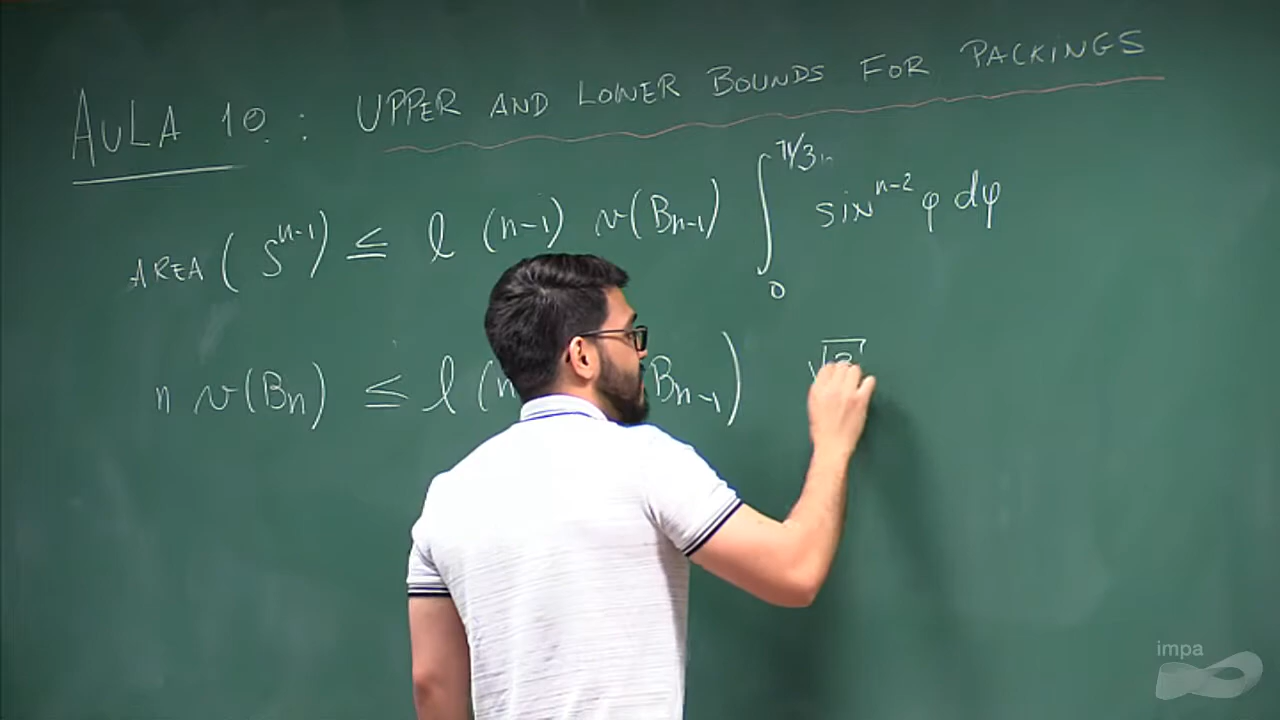 AULA 10 : UPPER AND LOWER BOUNDS FOR PACKINGS
AREA ( S^{n-1} ) ≤ ℓ (n-1) v(B_{n-1}) ∫_0^{π/3} sin^{n-2} φ dφ
n v(B_n) ≤ ℓ (n B_{n-1}) √3
impa